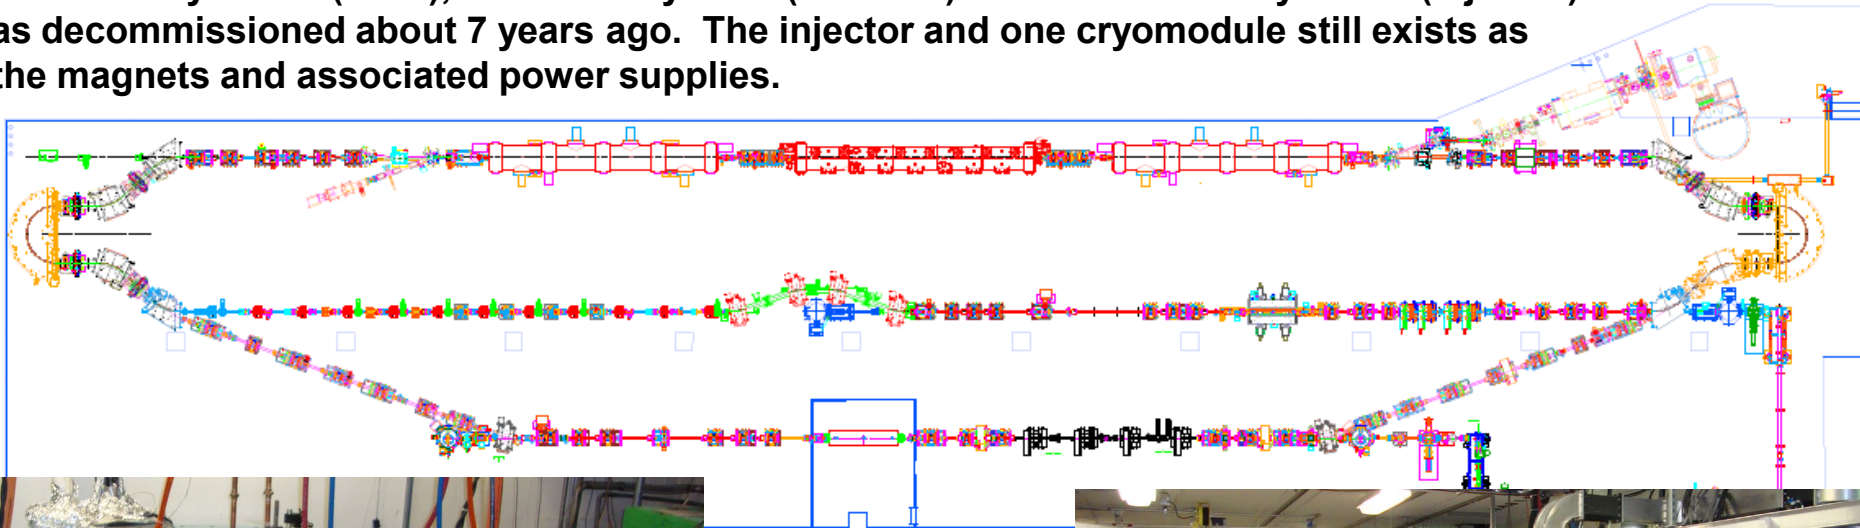 as decommissioned about 7 years ago. The injector and one cryomodule still exists as
the magnets and associated power supplies.